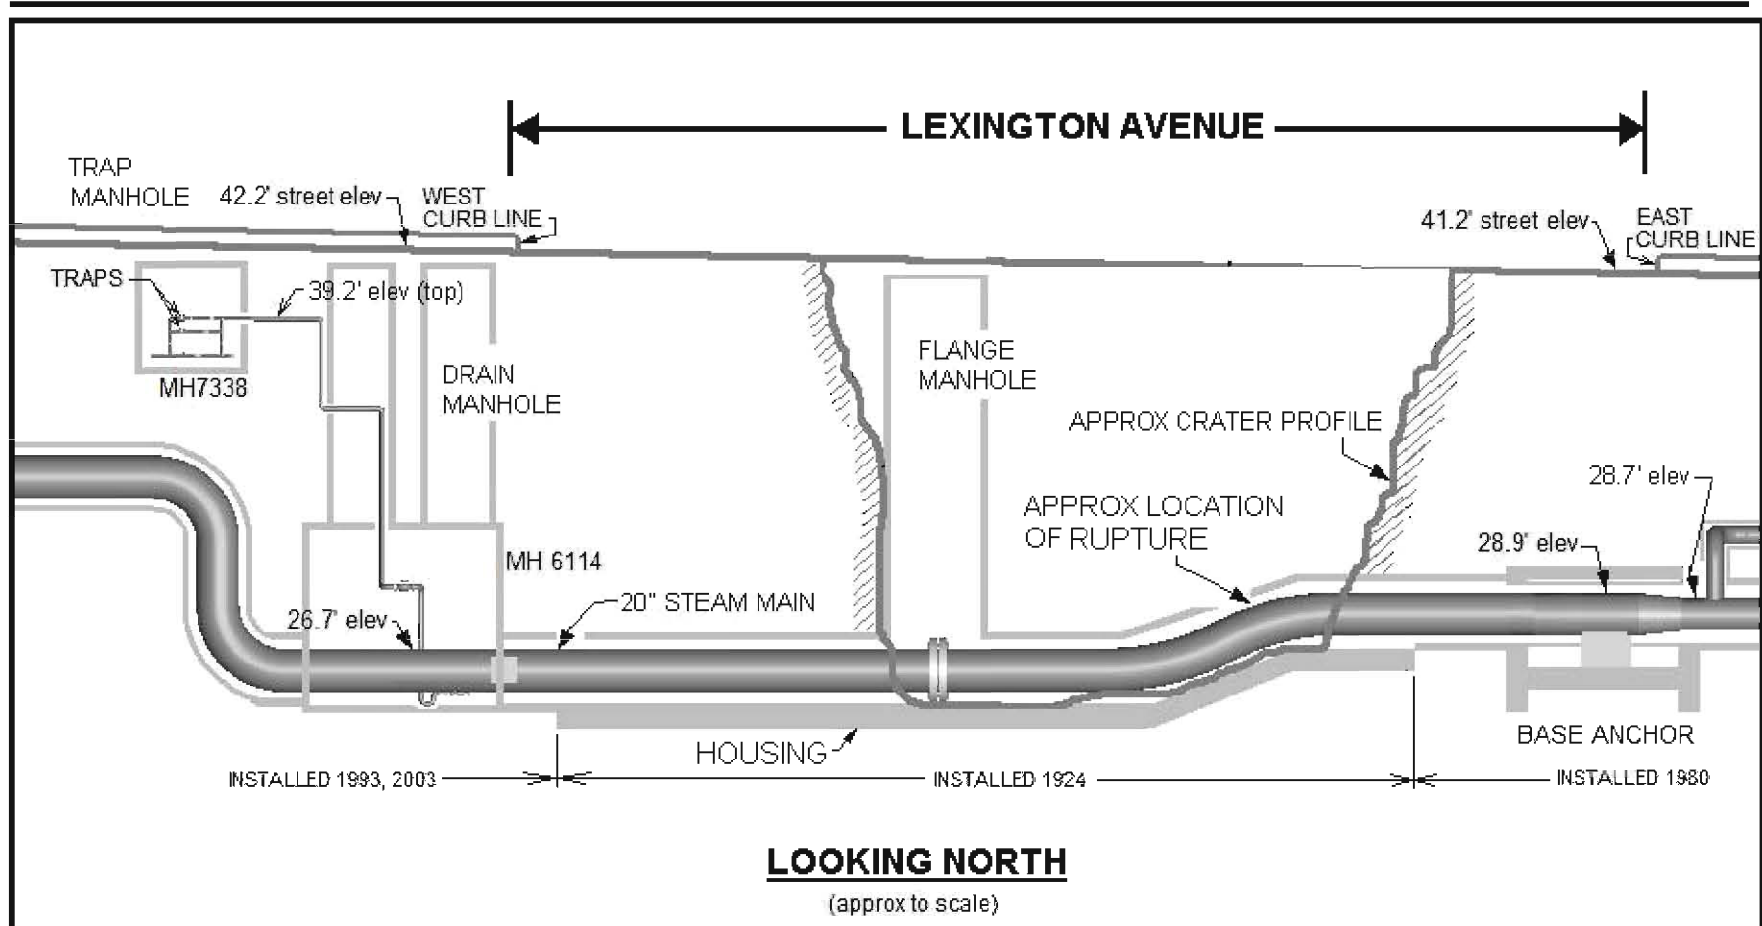 LEXINGTON AVENUE
TRAP
MANHOLE
42.2' street elev
WEST
CURB LINE
41.2' street elev
EAST
CURB LINE
TRAPS
39.2' elev (top)
MH7338
DRAIN
MANHOLE
FLANGE
MANHOLE
APPROX CRATER PROFILE
APPROX LOCATION
OF RUPTURE
28.7' elev
28.9' elev
MH 6114
20" STEAM MAIN
26.7' elev
HOUSING
BASE ANCHOR
INSTALLED 1993, 2003
INSTALLED 1924
INSTALLED 1980
LOOKING NORTH
(approx to scale)